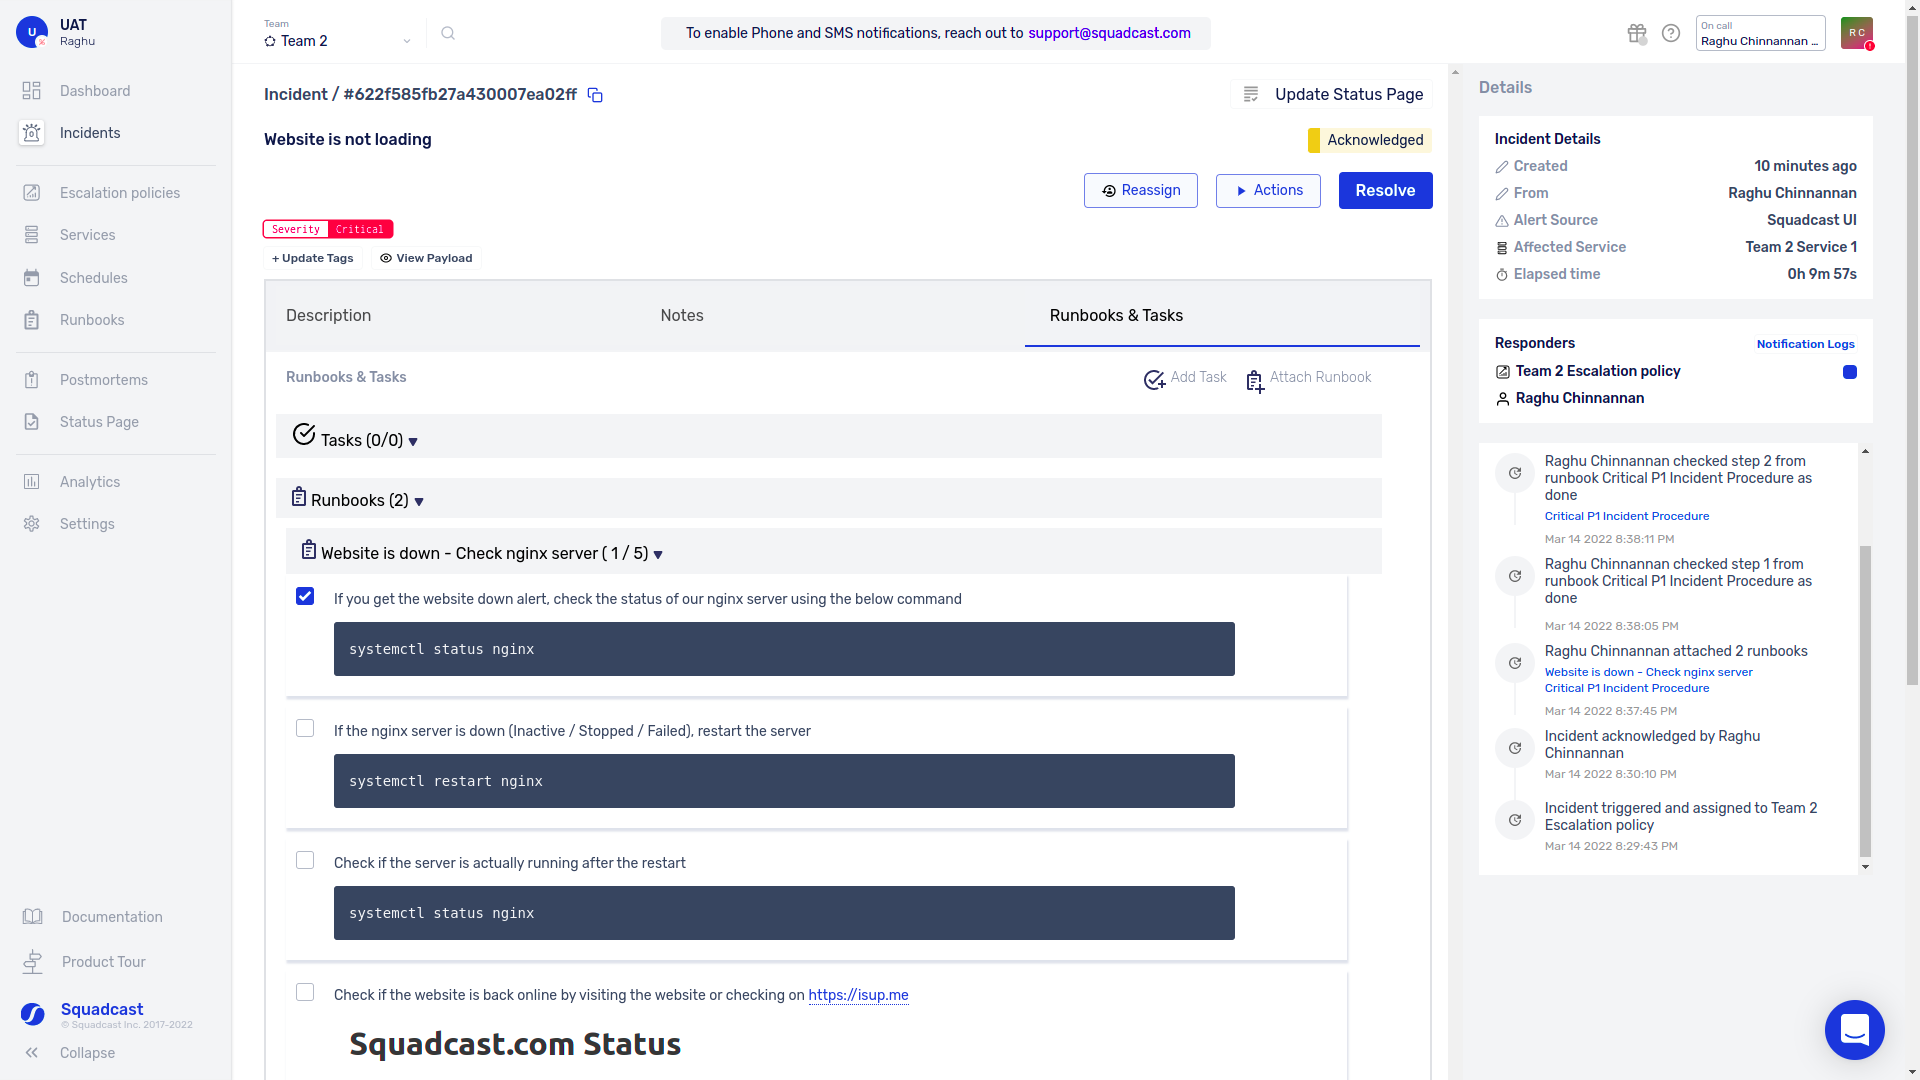 U
UAT
Raghu
Dashboard
Incidents
Escalation policies
Services
Schedules
Runbooks
Postmortems
Status Page
Analytics
Settings
Documentation
Product Tour
Squadcast
© Squadcast Inc. 2017-2022
Collapse
Team
Team 2
To enable Phone and SMS notifications, reach out to support@squadcast.com
On call
Raghu Chinnannan ...
R C
Incident / #622f585fb27a430007ea02ff
Update Status Page
Website is not loading
Acknowledged
Reassign
Actions
Resolve
Severity Critical
+ Update Tags
View Payload
Description
Notes
Runbooks & Tasks
Runbooks & Tasks
Add Task
Attach Runbook
Tasks (0/0)
Runbooks (2)
Website is down - Check nginx server ( 1 / 5)
If you get the website down alert, check the status of our nginx server using the below command
systemctl status nginx
If the nginx server is down (Inactive / Stopped / Failed), restart the server
systemctl restart nginx
Check if the server is actually running after the restart
systemctl status nginx
Check if the website is back online by visiting the website or checking on https://isup.me
Squadcast.com Status
Details
Incident Details
Created 10 minutes ago
From Raghu Chinnannan
Alert Source Squadcast UI
Affected Service Team 2 Service 1
Elapsed time 0h 9m 57s
Responders
Notification Logs
Team 2 Escalation policy
Raghu Chinnannan
Raghu Chinnannan checked step 2 from
runbook Critical P1 Incident Procedure as
done
Critical P1 Incident Procedure
Mar 14 2022 8:38:11 PM
Raghu Chinnannan checked step 1 from
runbook Critical P1 Incident Procedure as
done
Mar 14 2022 8:38:05 PM
Raghu Chinnannan attached 2 runbooks
Website is down - Check nginx server
Critical P1 Incident Procedure
Mar 14 2022 8:37:45 PM
Incident acknowledged by Raghu
Chinnannan
Mar 14 2022 8:30:10 PM
Incident triggered and assigned to Team 2
Escalation policy
Mar 14 2022 8:29:43 PM